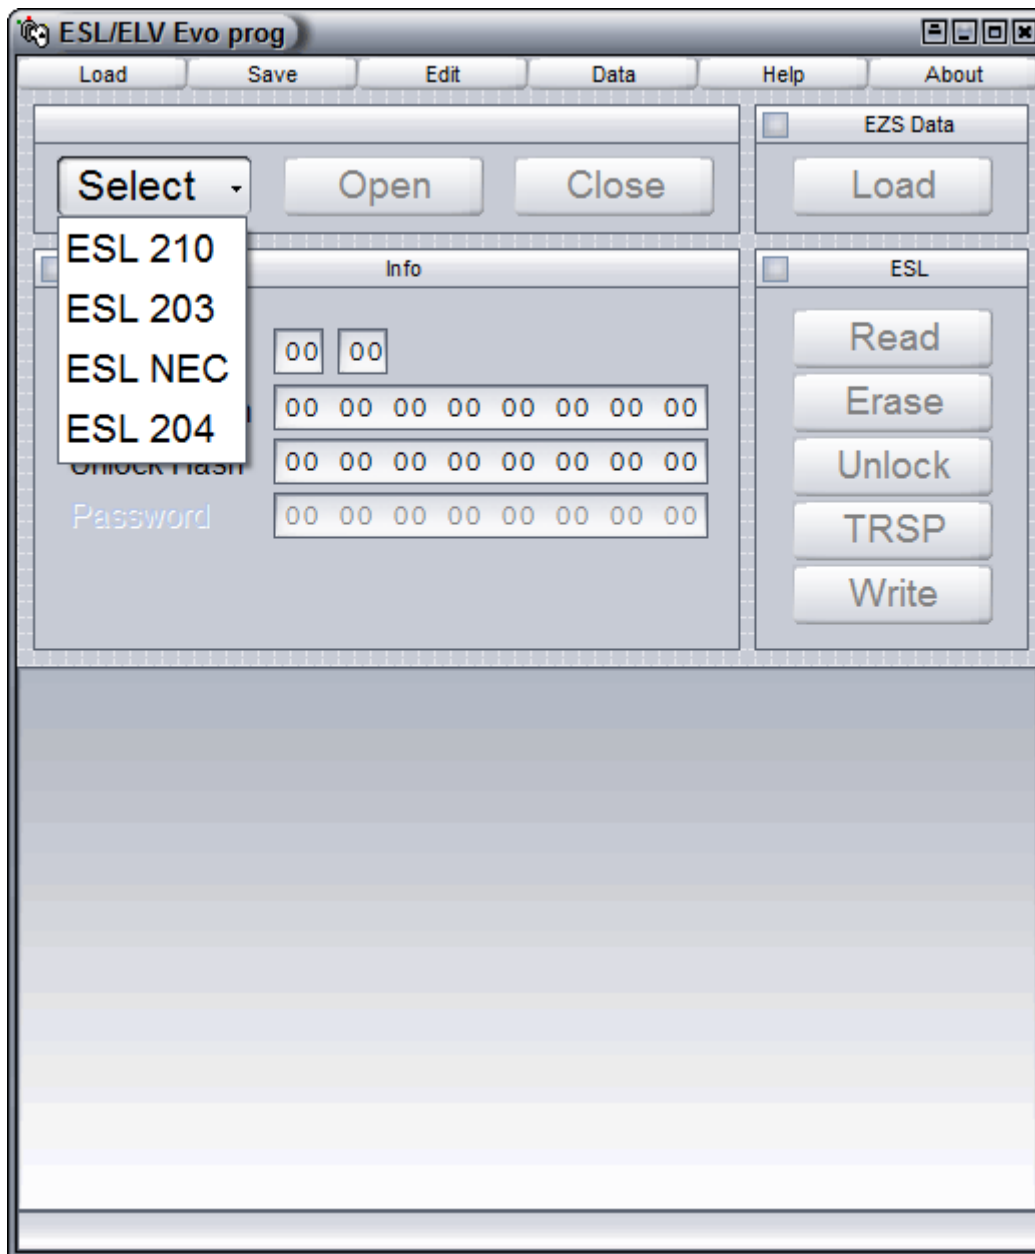 ESL/ELV Evo prog
Load Save Edit Data Help About
EZS Data
Select Open Close Load
ESL 210
ESL 203
ESL NEC
ESL 204
Info ESL
00 00
00 00 00 00 00 00 00 00
Unlock Hash 00 00 00 00 00 00 00 00
Password 00 00 00 00 00 00 00 00
Read
Erase
Unlock
TRSP
Write